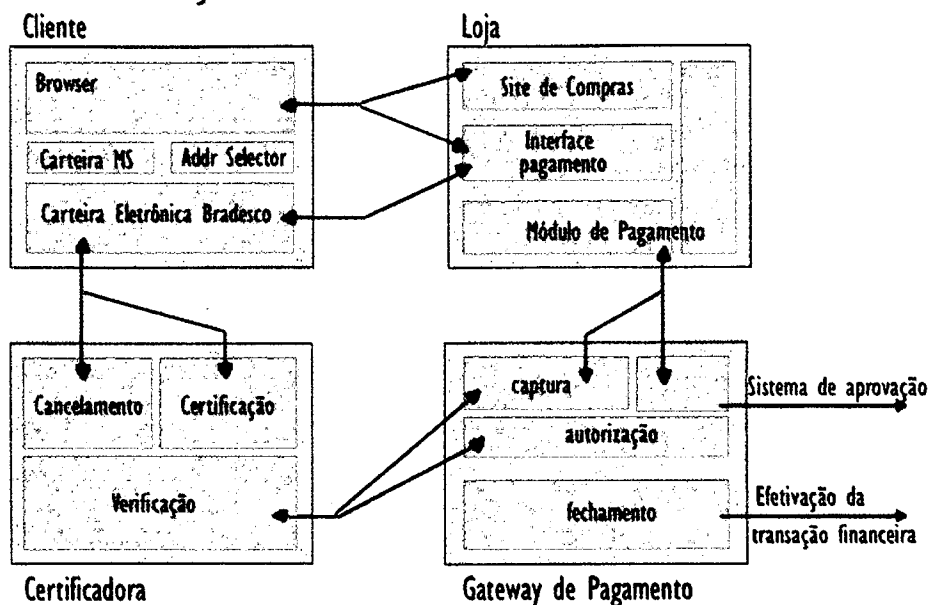 Cliente
Loja
Browser
Site de Compras
Interface
pagamento
Carteira MS
Addr Selector
Carteira Eletrônica Bradesco
Módulo de Pagamento
Cancelamento
Certificação
captura
Sistema de aprovação
autorização
Verificação
fechamento
Efetivação da
transação financeira
Certificadora
Gateway de Pagamento